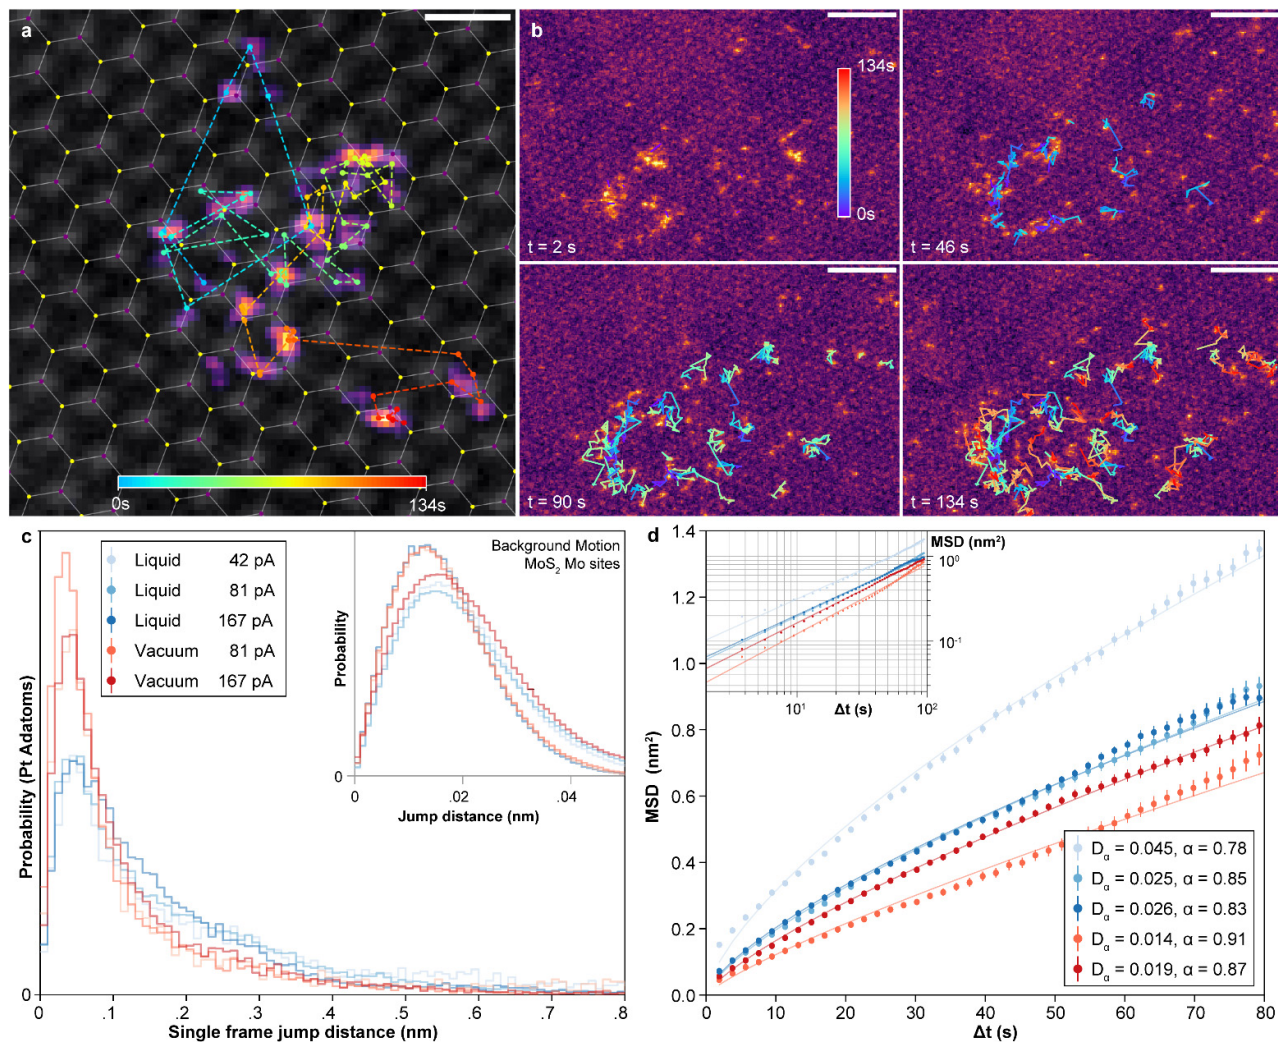 a
0s
134s
b
134s
0s
t = 2 s
t = 46 s
t = 90 s
t = 134 s
c
Liquid 42 pA
Liquid 81 pA
Liquid 167 pA
Vacuum 81 pA
Vacuum 167 pA
Background Motion
MoS₂ Mo sites
Probability
0
0 .02 .04
Jump distance (nm)
Probability (Pt Adatoms)
0
0 .1 .2 .3 .4 .5 .6 .7 .8
Single frame jump distance (nm)
d
MSD (nm²)
1.4
1.2
1.0
0.8
0.6
0.4
0.2
0.0
MSD (nm²)
10⁰
10⁻¹
10¹ Δt (s) 10²
Dα = 0.045, α = 0.78
Dα = 0.025, α = 0.85
Dα = 0.026, α = 0.83
Dα = 0.014, α = 0.91
Dα = 0.019, α = 0.87
0 10 20 30 40 50 60 70 80
Δt (s)